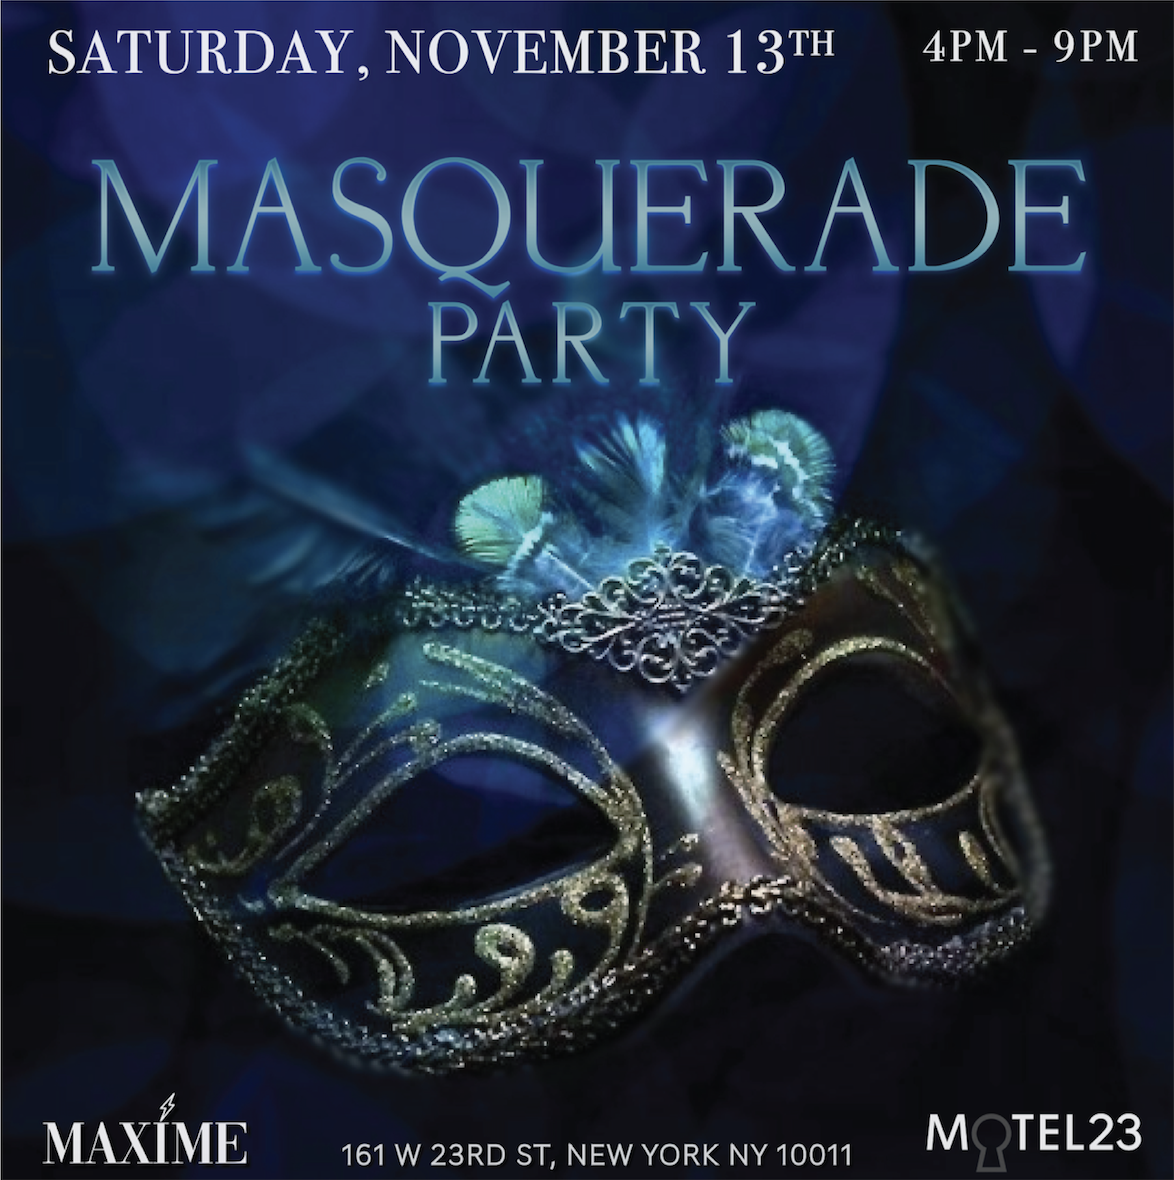 SATURDAY, NOVEMBER 13TH 4PM - 9PM
MASQUERADE
PARTY
MAXIME
161 W 23RD ST, NEW YORK NY 10011
MOTEL23